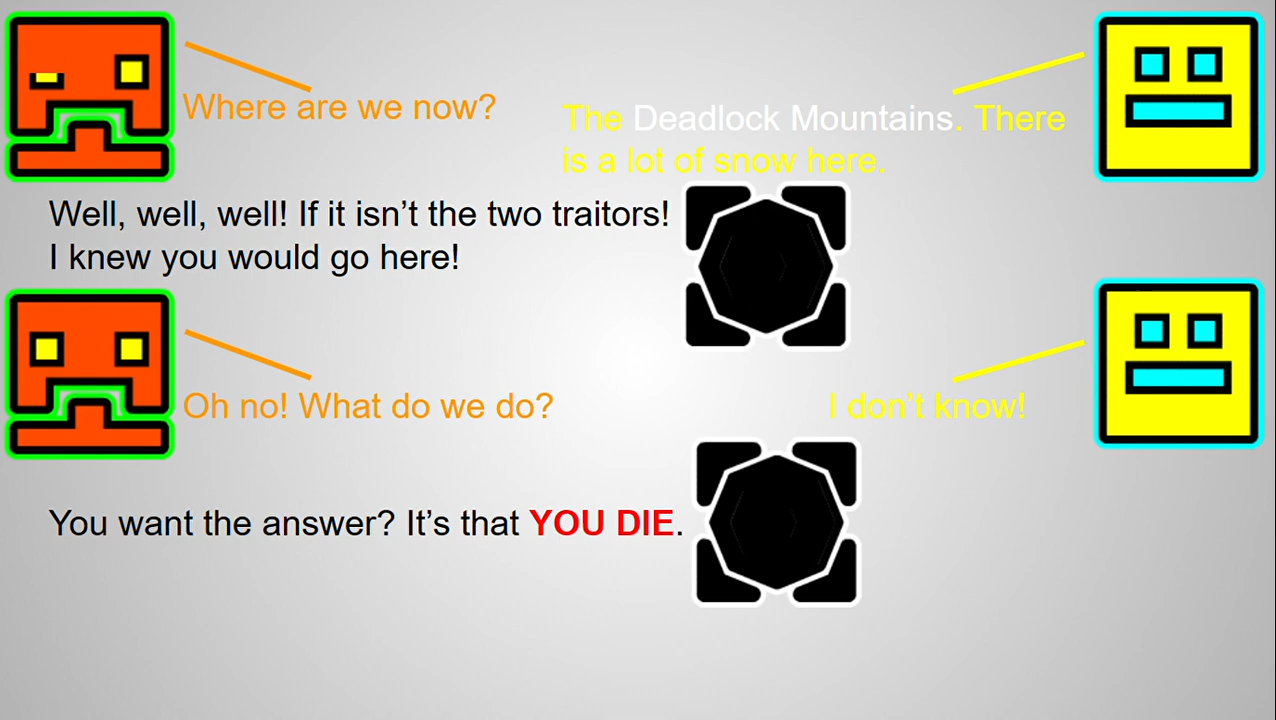 Where are we now?
The Deadlock Mountains. There
is a lot of snow here.
Well, well, well! If it isn’t the two traitors!
I knew you would go here!
Oh no! What do we do?
I don’t know!
You want the answer? It’s that YOU DIE.